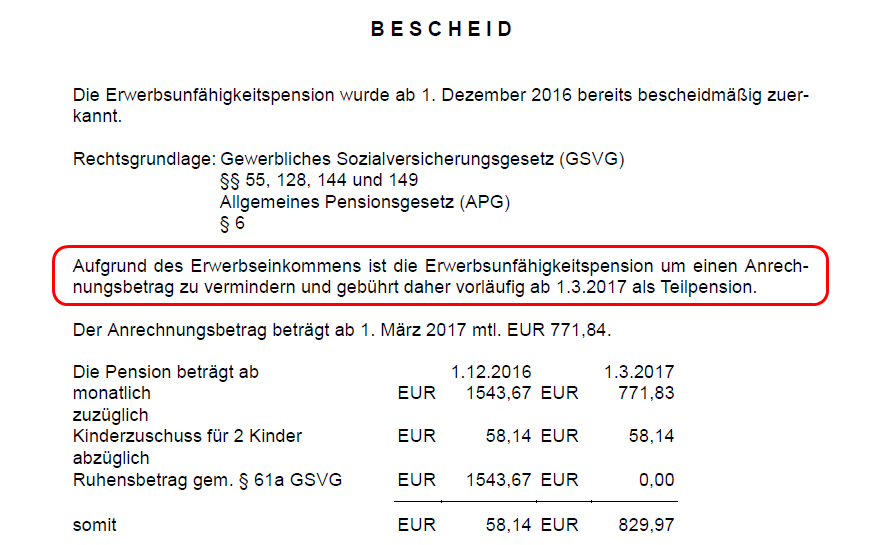 BESCHEID
Die Erwerbsunfähigkeitspension wurde ab 1. Dezember 2016 bereits bescheidmäßig zuer-
kannt.
Rechtsgrundlage: Gewerbliches Sozialversicherungsgesetz (GSVG)
§§ 55, 128, 144 und 149
Allgemeines Pensionsgesetz (APG)
§ 6
Aufgrund des Erwerbseinkommens ist die Erwerbsunfähigkeitspension um einen Anrech-
nungsbetrag zu vermindern und gebührt daher vorläufig ab 1.3.2017 als Teilpension.
Der Anrechnungsbetrag beträgt ab 1. März 2017 mtl. EUR 771,84.
Die Pension beträgt ab 1.12.2016 1.3.2017
monatlich EUR 1543,67 EUR 771,83
zuzüglich
Kinderzuschuss für 2 Kinder EUR 58,14 EUR 58,14
abzüglich
Ruhensbetrag gem. § 61a GSVG EUR 1543,67 EUR 0,00
somit EUR 58,14 EUR 829,97